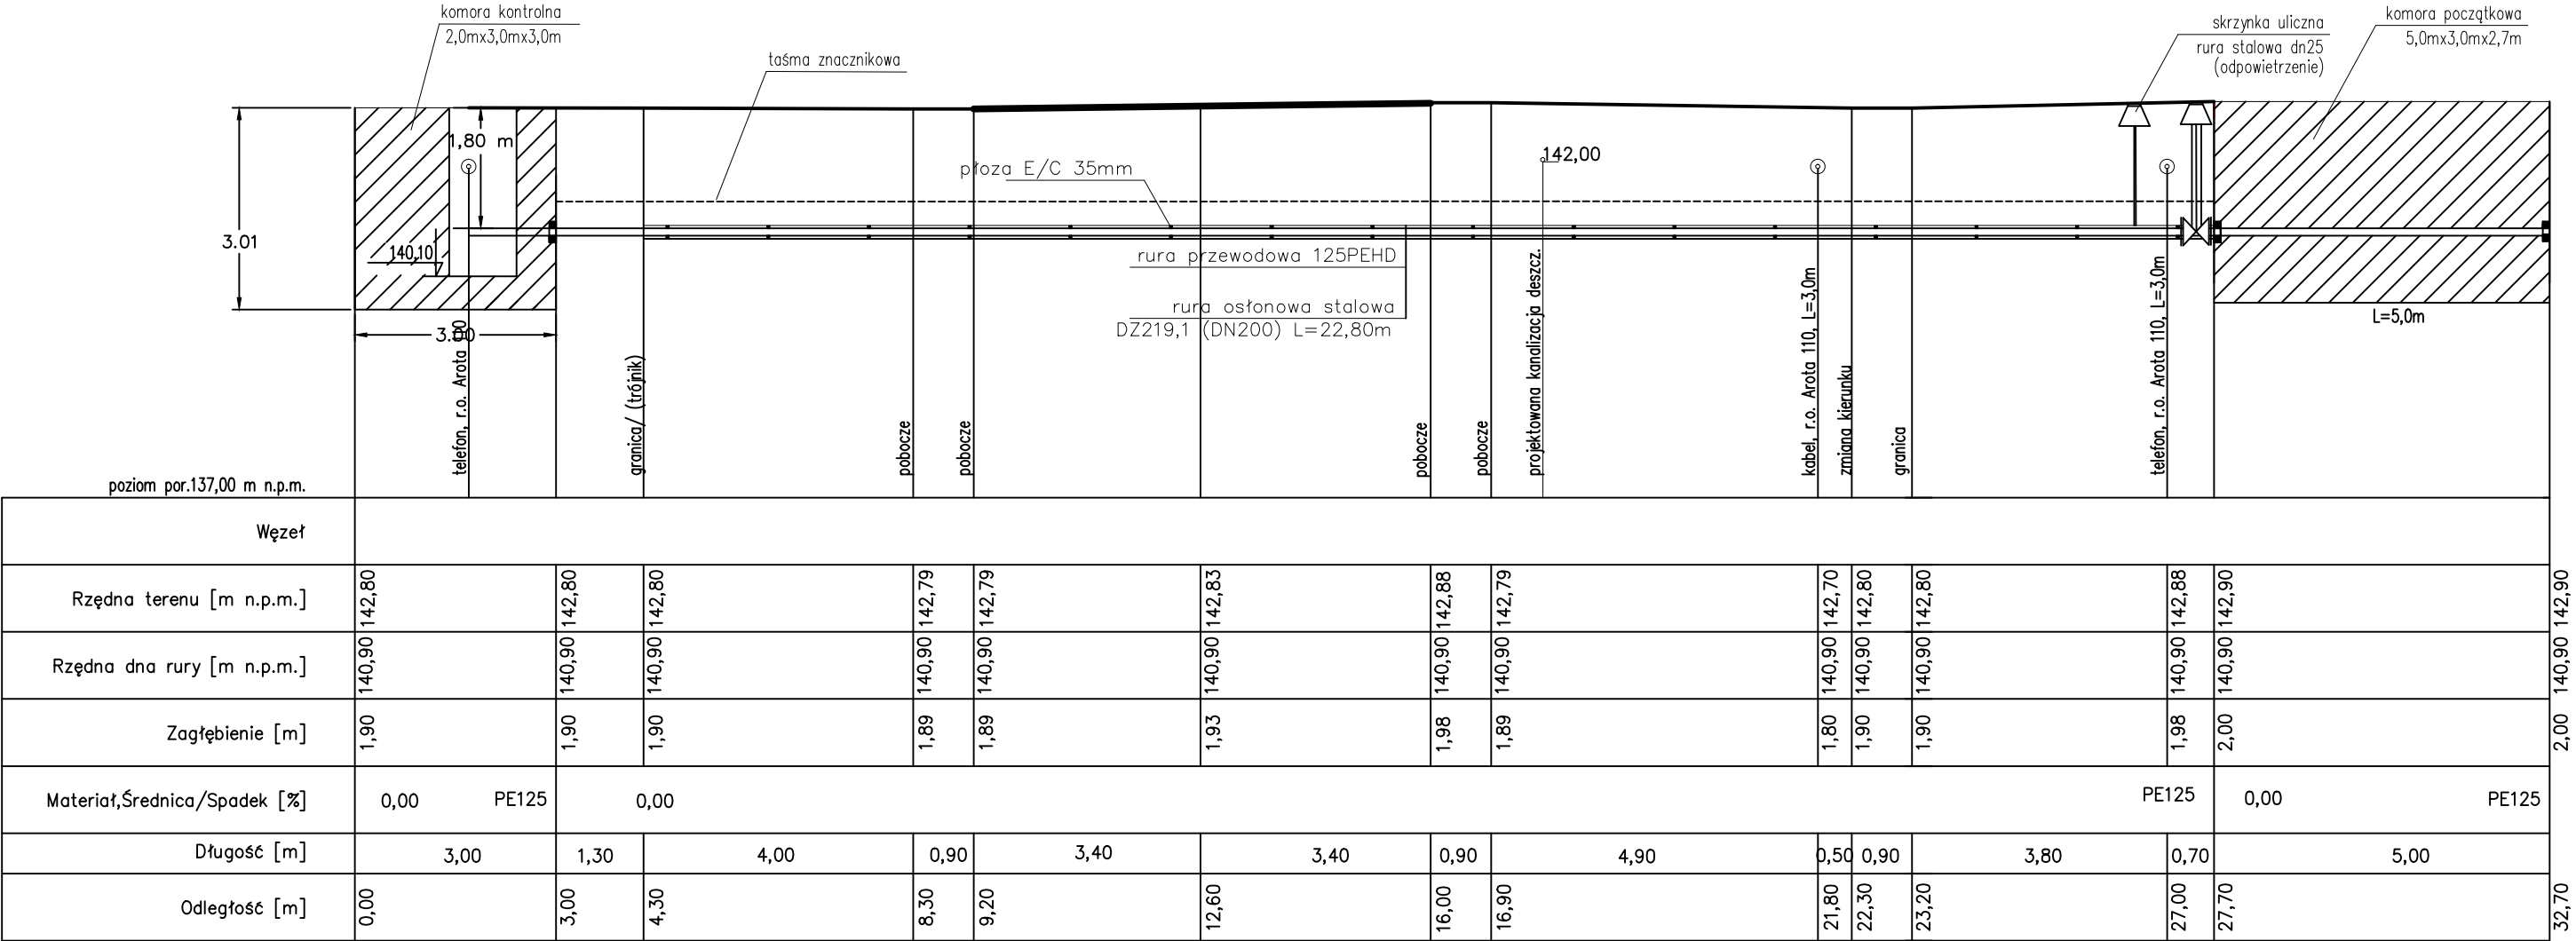 komora kontrolna
2,0mx3,0mx3,0m
taśma znacznikowa
skrzynka uliczna
rura stalowa dn25
(odpowietrzenie)
komora początkowa
5,0mx3,0mx2,7m
1,80 m
płoza E/C 35mm
142,00
3.01
140,10
rura przewodowa 125PEHD
rura osłonowa stalowa
DZ219,1 (DN200) L=22,80m
3.00
L=5,0m
telefon, r.o. Arota
granica/ (trójnik)
pobocze
pobocze
pobocze
pobocze
projektowana kanalizacja deszcz.
kabel, r.o. Arota 110, L=3,0m
zmiana kierunku
granica
telefon, r.o. Arota 110, L=3,0m
poziom por.137,00 m n.p.m.
Węzeł
Rzędna terenu [m n.p.m.] 142,80 142,80 142,80 142,79 142,79 142,83 142,88 142,79 142,70 142,80 142,80 142,88 142,90 142,90
Rzędna dna rury [m n.p.m.] 140,90 140,90 140,90 140,90 140,90 140,90 140,90 140,90 140,90 140,90 140,90 140,90 140,90 140,90
Zagłębienie [m] 1,90 1,90 1,90 1,89 1,89 1,93 1,98 1,89 1,80 1,90 1,90 1,98 2,00 2,00
Materiał,Średnica/Spadek [%] 0,00 PE125 0,00 PE125 0,00 PE125
Długość [m] 3,00 1,30 4,00 0,90 3,40 3,40 0,90 4,90 0,50 0,90 3,80 0,70 5,00
Odległość [m] 0,00 3,00 4,30 8,30 9,20 12,60 16,00 16,90 21,80 22,30 23,20 27,00 27,70 32,70